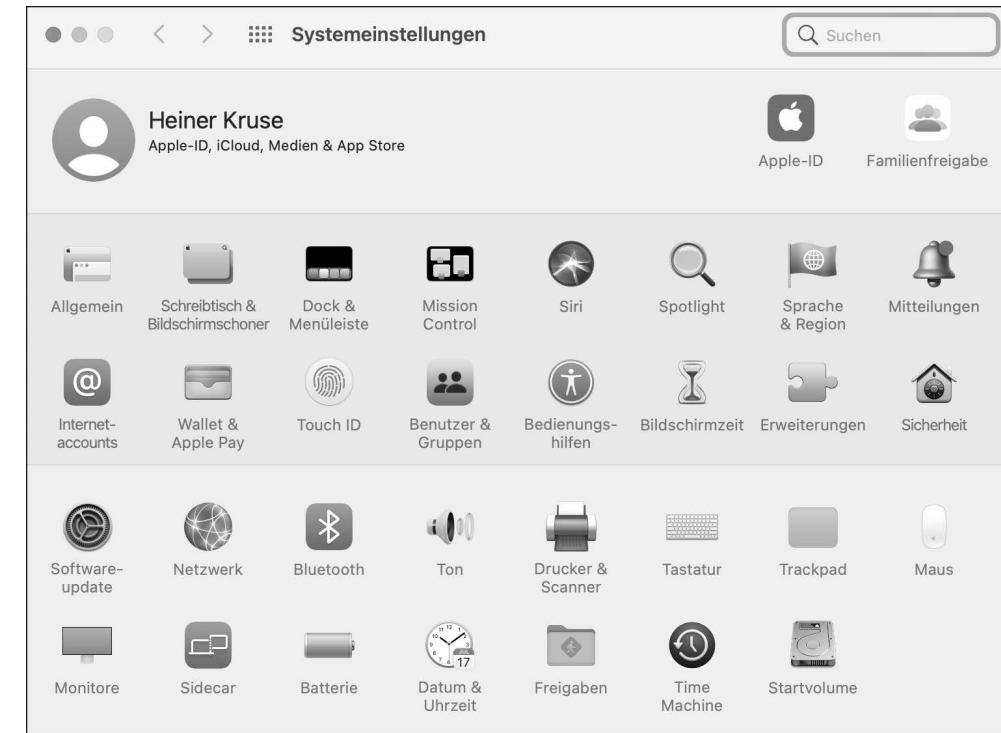 Systemeinstellungen
Suchen
Heiner Kruse
Apple-ID, iCloud, Medien & App Store
Apple-ID
Familienfreigabe
Allgemein
Schreibtisch &
Bildschirmschoner
Dock &
Menüleiste
Mission
Control
Siri
Spotlight
Sprache
& Region
Mitteilungen
Internet-
accounts
Wallet &
Apple Pay
Touch ID
Benutzer &
Gruppen
Bedienungs-
hilfen
Bildschirmzeit
Erweiterungen
Sicherheit
Software-
update
Netzwerk
Bluetooth
Ton
Drucker &
Scanner
Tastatur
Trackpad
Maus
Monitore
Sidecar
Batterie
17
Datum &
Uhrzeit
Freigaben
Time
Machine
Startvolume